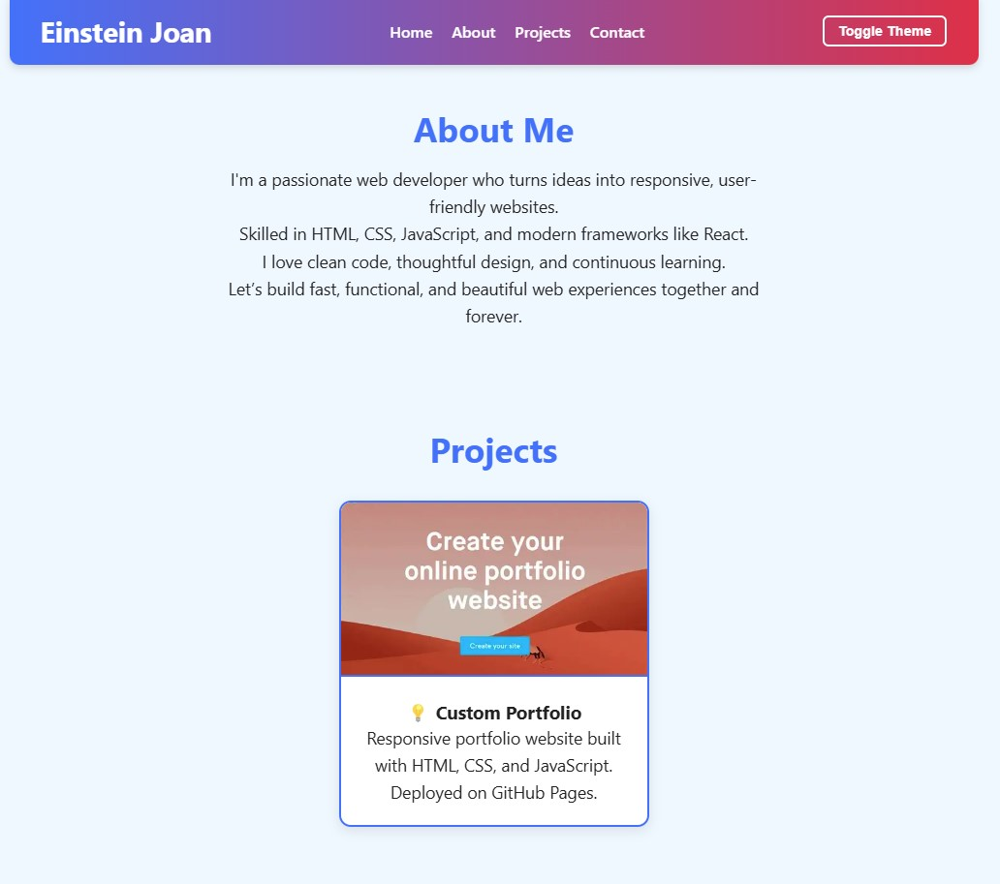 Einstein Joan
Home About Projects Contact
Toggle Theme
About Me
I'm a passionate web developer who turns ideas into responsive, user-
friendly websites.
Skilled in HTML, CSS, JavaScript, and modern frameworks like React.
I love clean code, thoughtful design, and continuous learning.
Let’s build fast, functional, and beautiful web experiences together and
forever.
Projects
Create your
online portfolio
website
Create your site
💡 Custom Portfolio
Responsive portfolio website built
with HTML, CSS, and JavaScript.
Deployed on GitHub Pages.